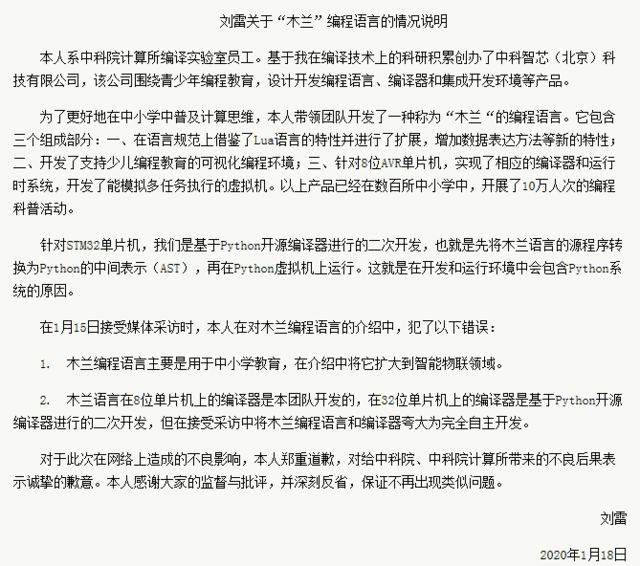 刘雷关于“木兰”编程语言的情况说明
本人系中科院计算所编译实验室员工。基于我在编译技术上的科研积累创办了中科智芯（北京）科
技有限公司，该公司围绕青少年编程教育，设计开发编程语言、编译器和集成开发环境等产品。
为了更好地在中小学中普及计算思维，本人带领团队开发了一种称为“木兰“的编程语言。它包含
三个组成部分：一、在语言规范上借鉴了Lua语言的特性并进行了扩展，增加数据表达方法等新的特性；
二、开发了支持少儿编程教育的可视化编程环境；三、针对8位AVR单片机，实现了相应的编译器和运行
时系统，开发了能模拟多任务执行的虚拟机。以上产品已经在数百所中小学中，开展了10万人次的编程
科普活动。
针对STM32单片机，我们是基于Python开源编译器进行的二次开发，也就是先将木兰语言的源程序转
换为Python的中间表示（AST），再在Python虚拟机上运行。这就是在开发和运行环境中会包含Python系
统的原因。
在1月15日接受媒体采访时，本人在对木兰编程语言的介绍中，犯了以下错误：
1. 木兰编程语言主要是用于中小学教育，在介绍中将它扩大到智能物联领域。
2. 木兰语言在8位单片机上的编译器是本团队开发的，在32位单片机上的编译器是基于Python开源
编译器进行的二次开发，但在接受采访中将木兰编程语言和编译器夸大为完全自主开发。
对于此次在网络上造成的不良影响，本人郑重道歉，对给中科院、中科院计算所带来的不良后果表
示诚挚的歉意。本人感谢大家的监督与批评，并深刻反省，保证不再出现类似问题。
刘雷
2020年1月18日